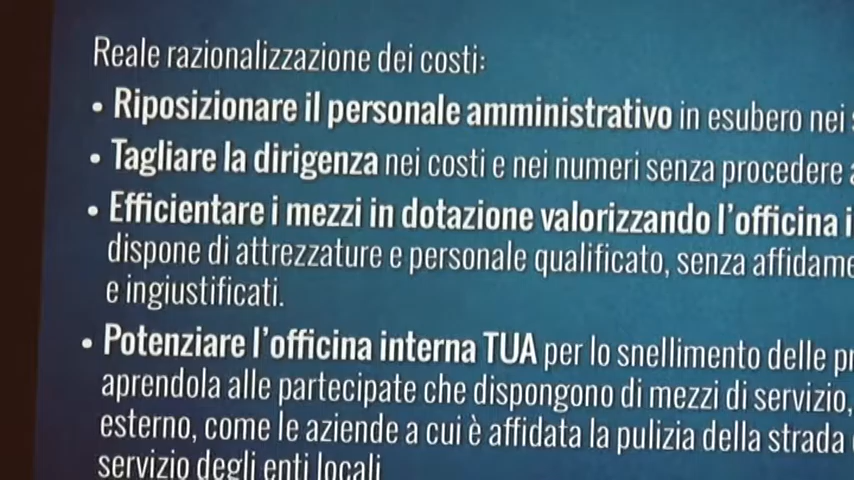 Reale razionalizzazione dei costi:
• Riposizionare il personale amministrativo in esubero nei
• Tagliare la dirigenza nei costi e nei numeri senza procedere
• Efficientare i mezzi in dotazione valorizzando l'officina
dispone di attrezzature e personale qualificato, senza
e ingiustificati.
• Potenziare l'officina interna TUA per lo snellimento delle
aprendola alle partecipate che dispongono di mezzi di servizio,
esterno, come le aziende a cui è affidata la pulizia della strada
servizio degli enti locali